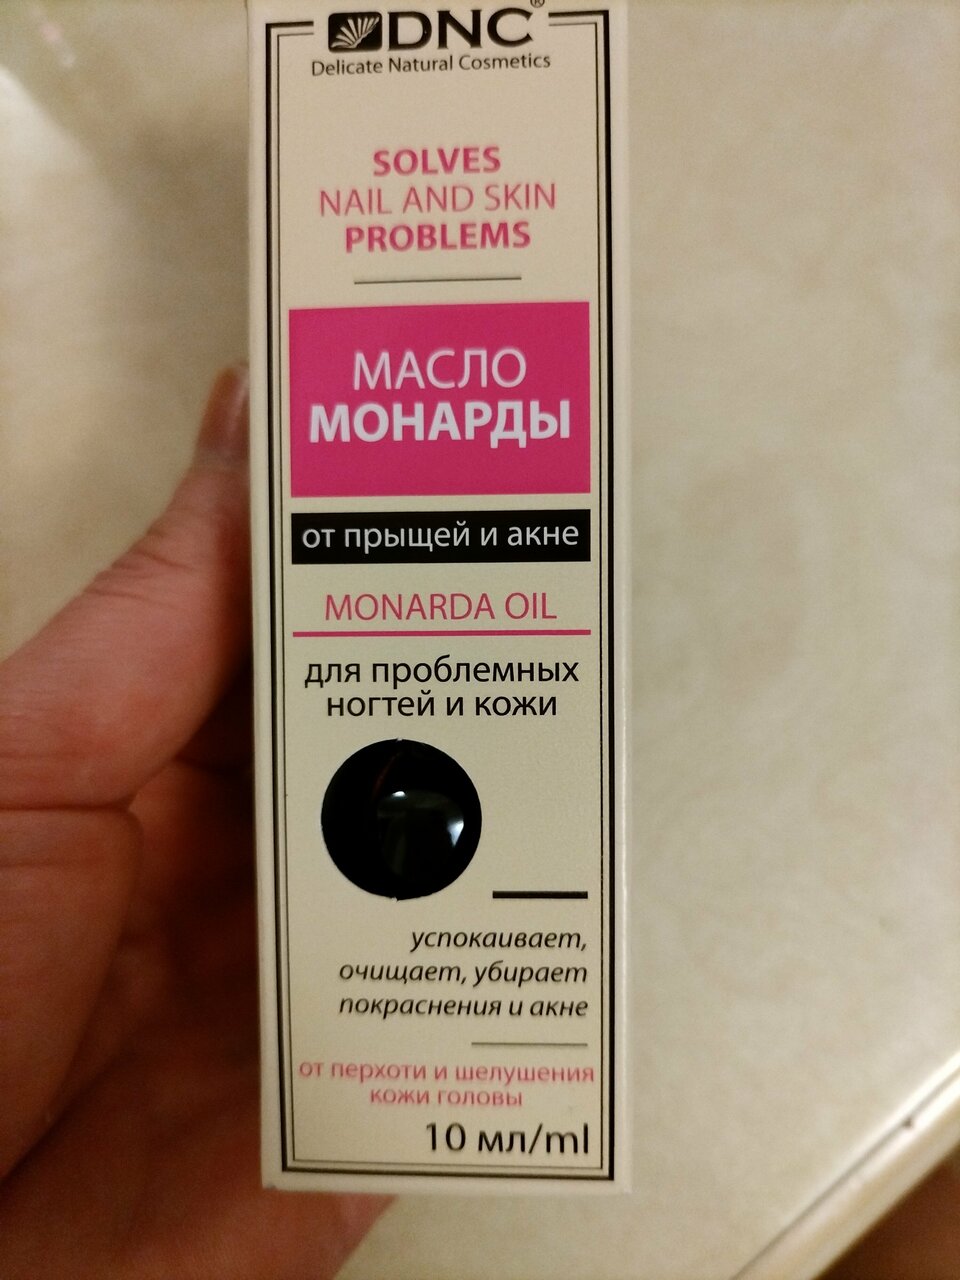 DNC®
Delicate Natural Cosmetics
SOLVES
NAIL AND SKIN
PROBLEMS
МАСЛО
МОНАРДЫ
от прыщей и акне
MONARDA OIL
для проблемных
ногтей и кожи
успокаивает,
очищает, убирает
покраснения и акне
от перхоти и шелушения
кожи головы
10 мл/ml